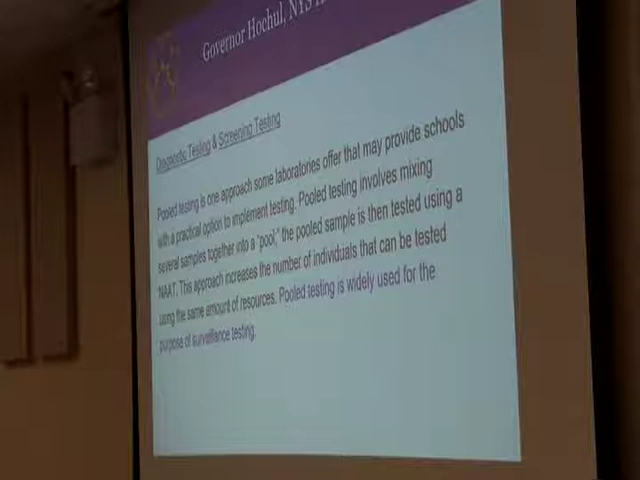 Governor Hochul, NYS
Diagnostic Testing & Screening Testing
Pooled testing is one approach some laboratories offer that may provide schools
with a practical option to implement testing. Pooled testing involves mixing
several samples together into a "pool," the pooled sample is then tested using a
NAAT. This approach increases the number of individuals that can be tested
using the same amount of resources. Pooled testing is widely used for the
purpose of surveillance testing.